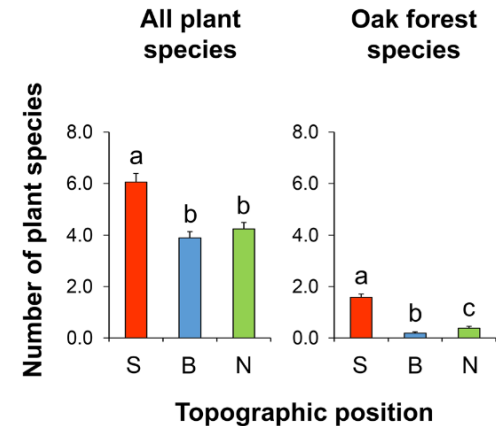 All plant
species
Oak forest
species
Number of plant species
8.0
6.0
4.0
2.0
0.0
a
b
b
S
B
N
8.0
6.0
4.0
2.0
0.0
a
b
c
S
B
N
Topographic position